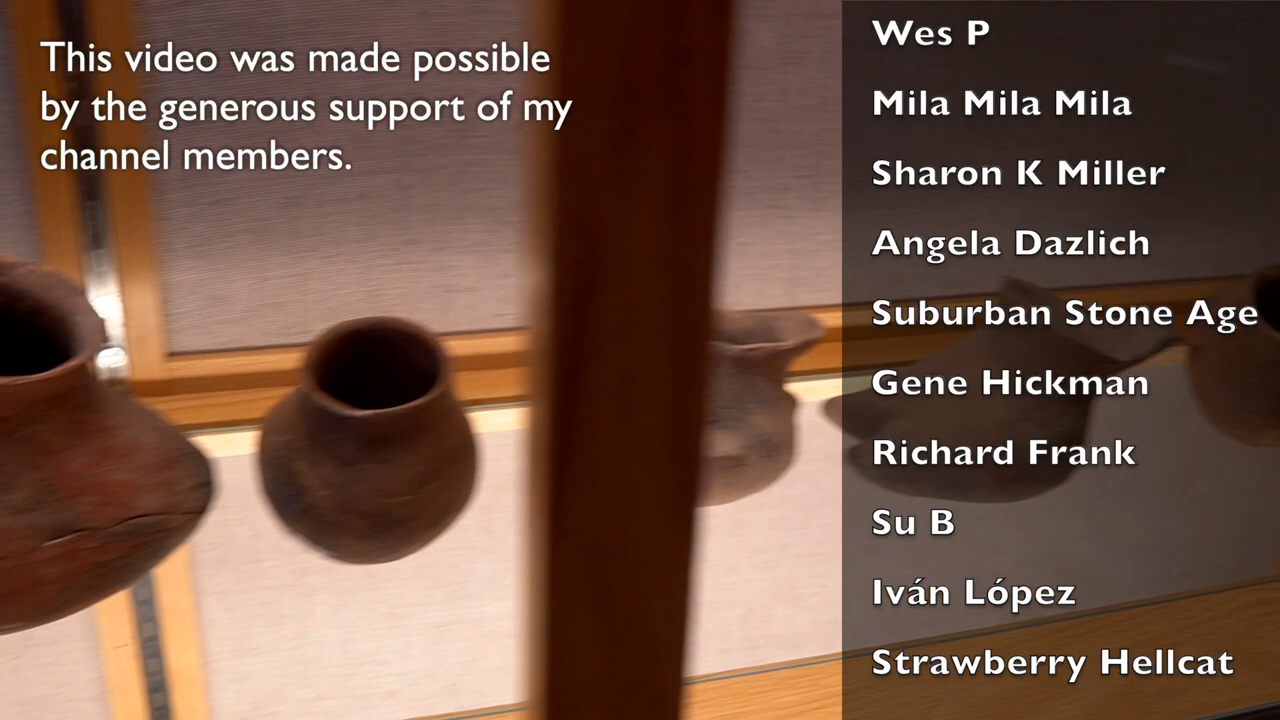 This video was made possible
by the generous support of my
channel members.
Wes P
Mila Mila Mila
Sharon K Miller
Angela Dazlich
Suburban Stone Age
Gene Hickman
Richard Frank
Su B
Iván López
Strawberry Hellcat